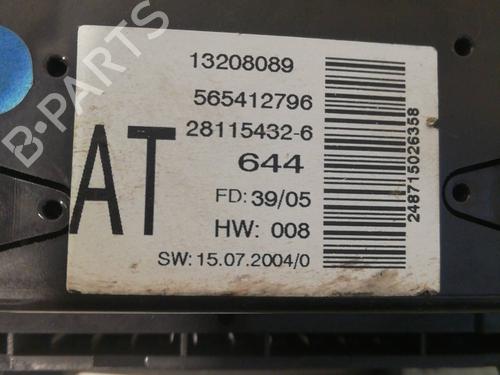 B-PARTS
13208089
565412796
28115432-6
AT
644
FD: 39/05
HW: 008
SW: 15.07.2004/0
248715026358